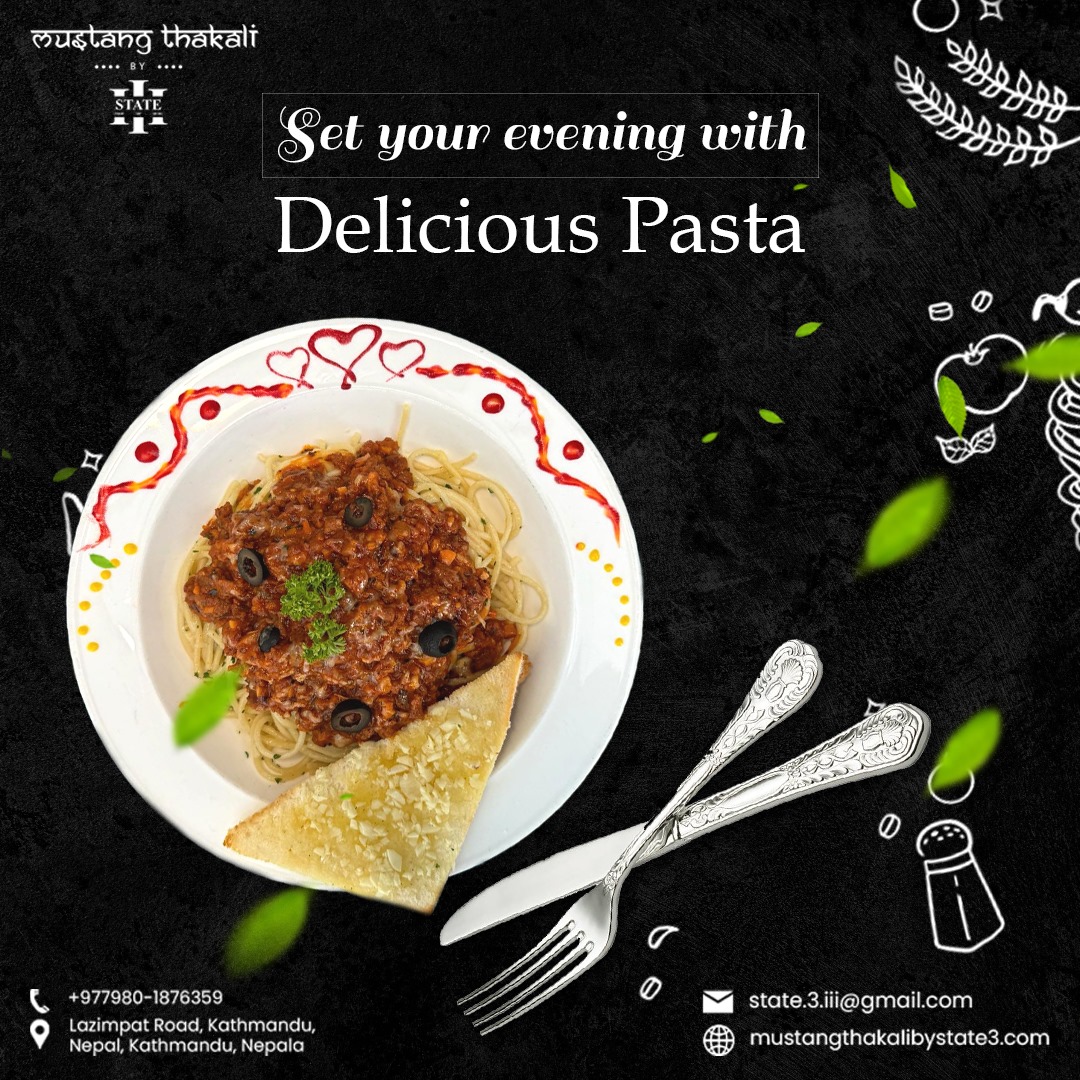 mustang thakali
•••• BY ••••
STATE
III
Set your evening with
Delicious Pasta
+977980-1876359
Lazimpat Road, Kathmandu,
Nepal, Kathmandu, Nepala
state.3.iii@gmail.com
mustangthakalibystate3.com